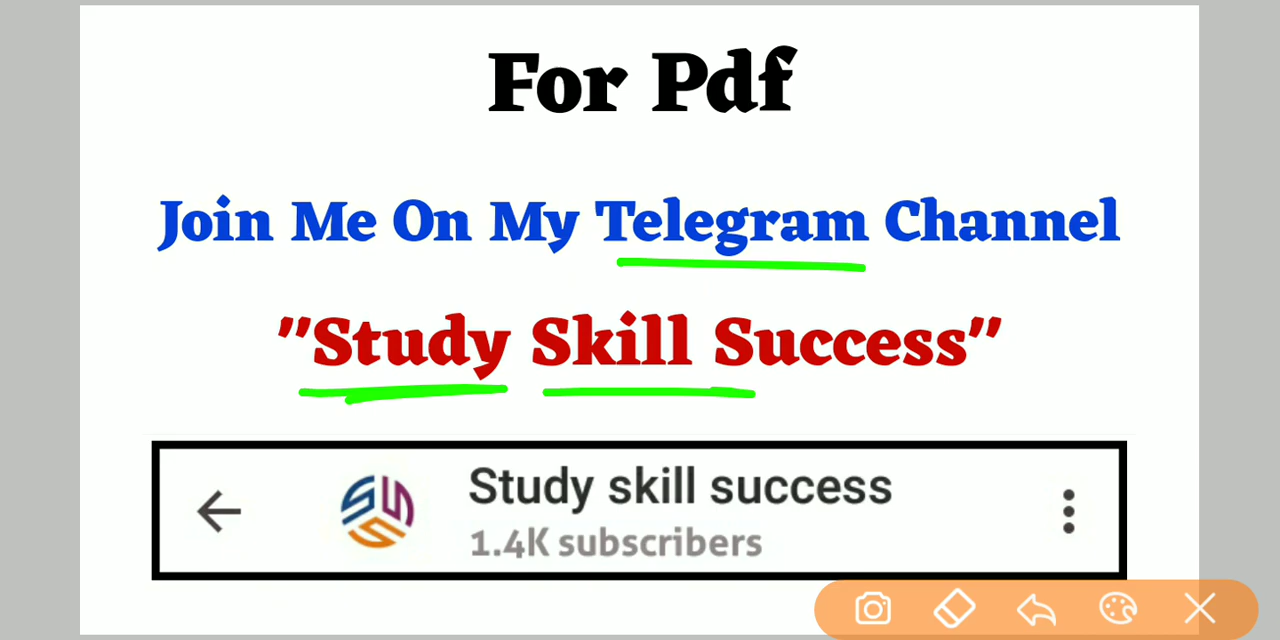 For Pdf
Join Me On My Telegram Channel
"Study Skill Success"
Study skill success
1.4K subscribers